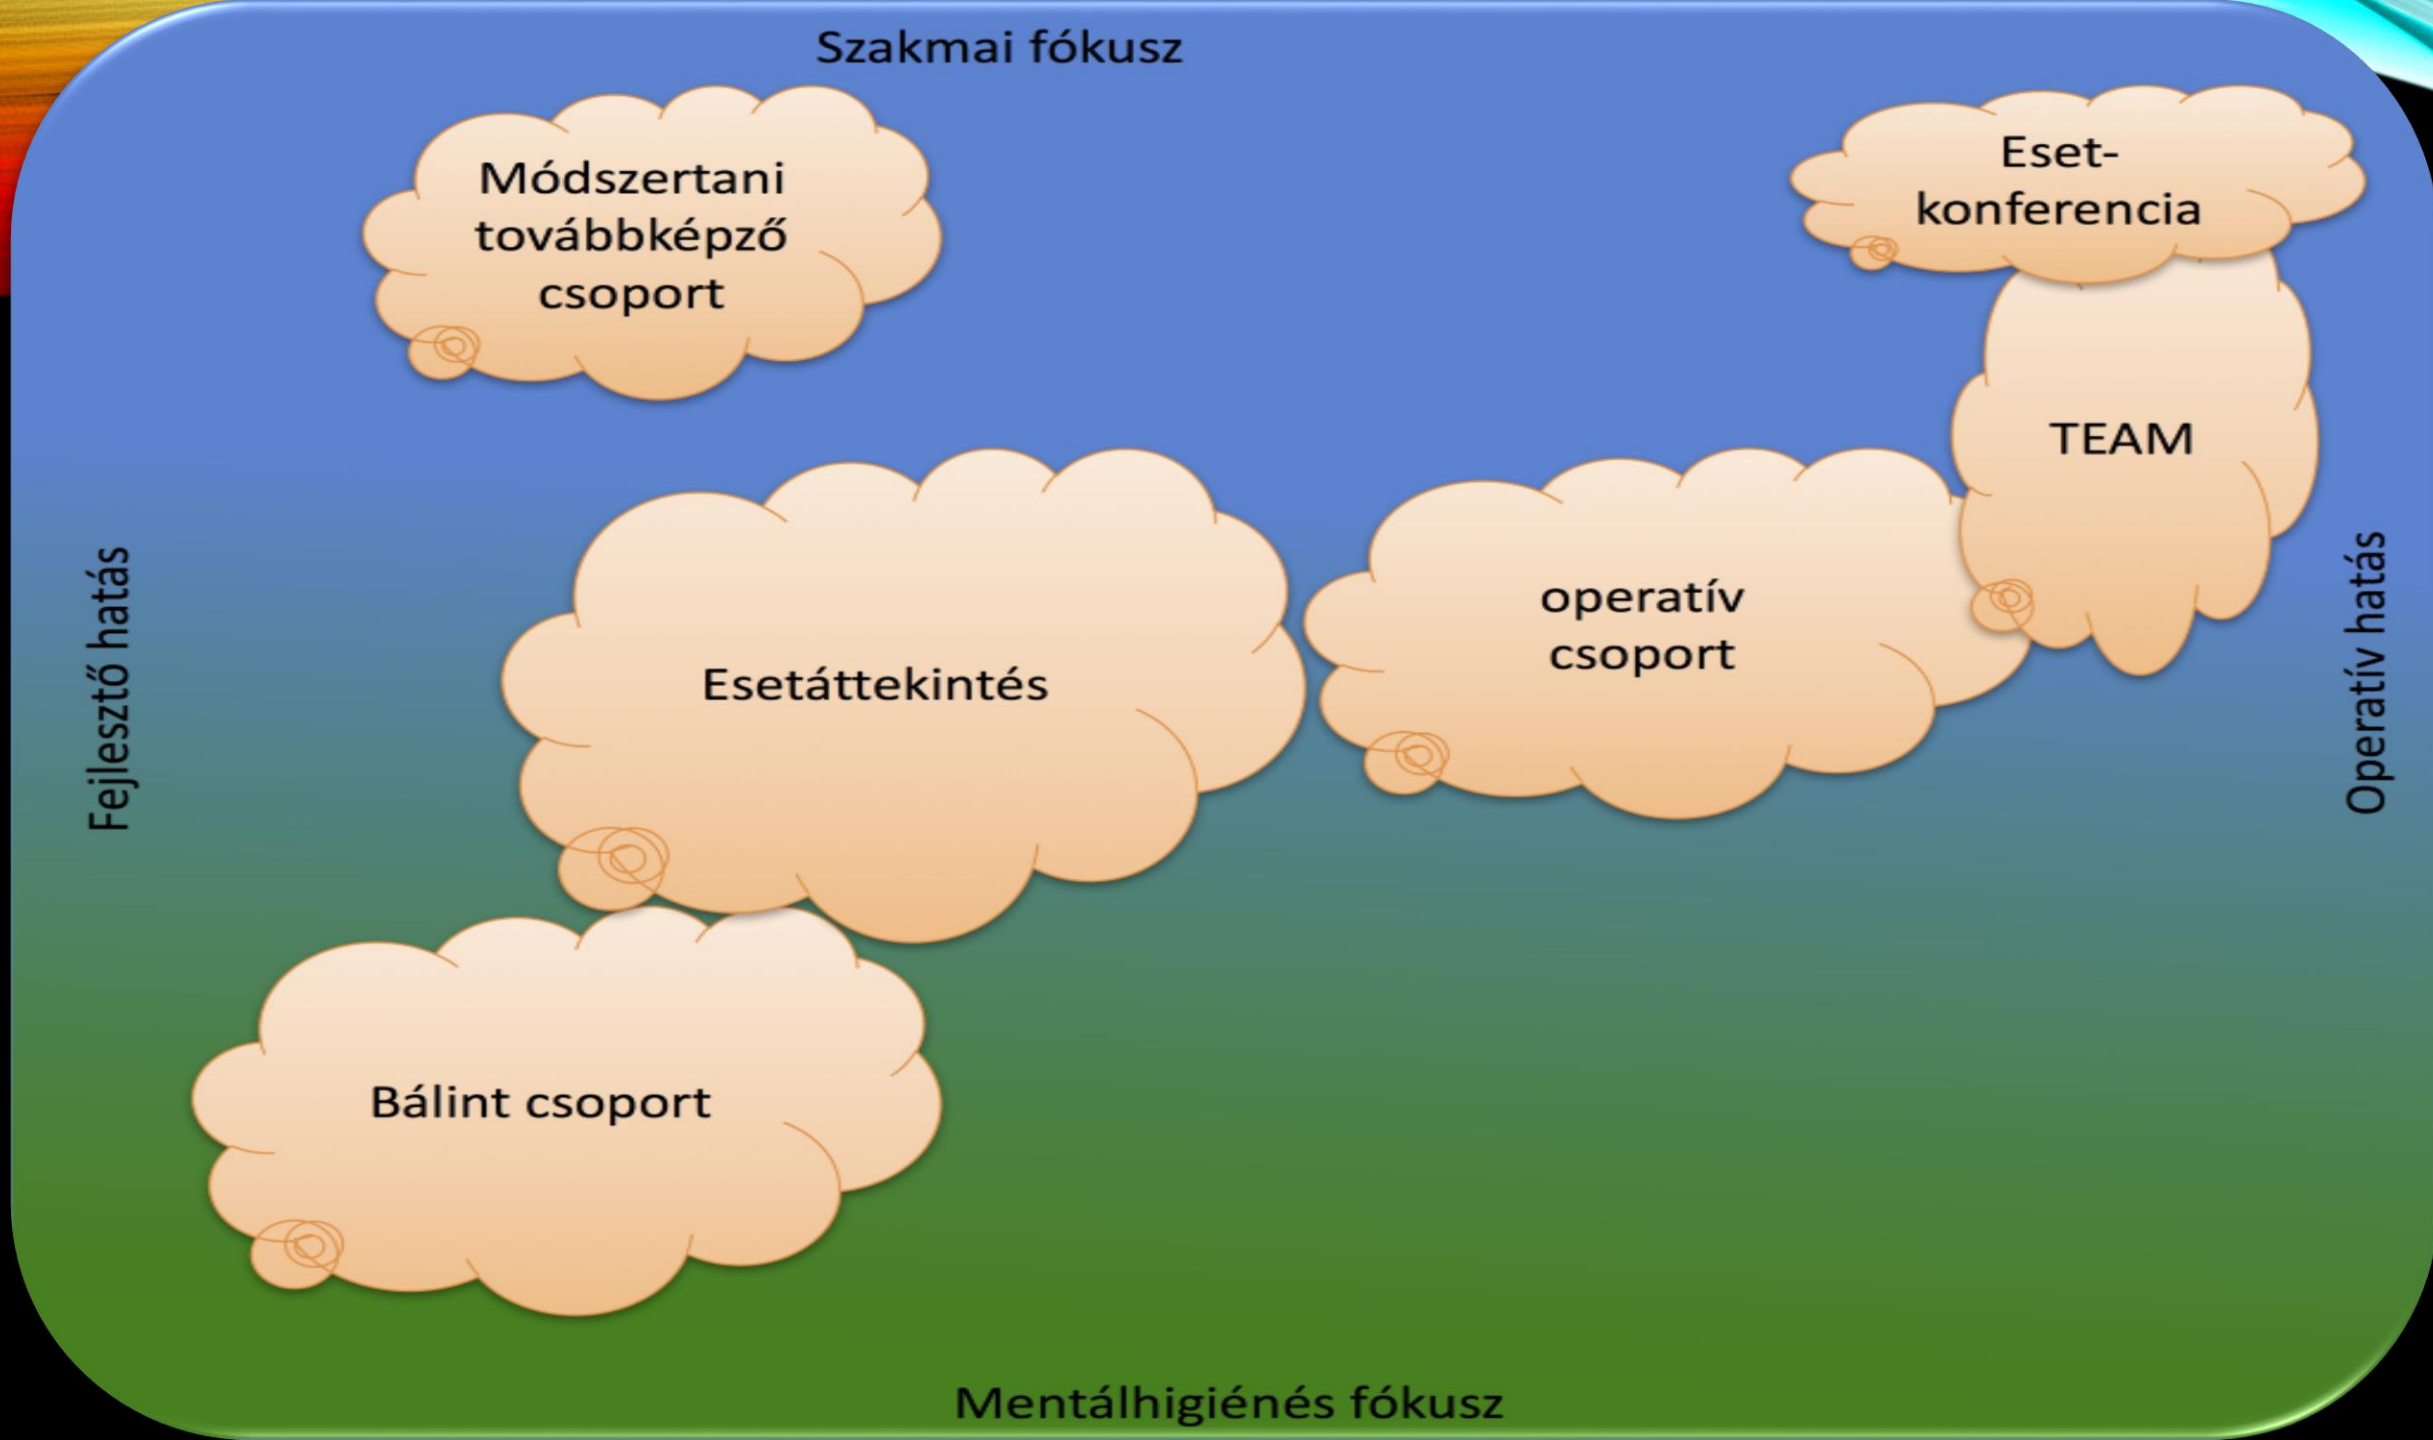 Szakmai fókusz
Módszertani
továbbképző
csoport
Eset-
konferencia
TEAM
Fejlesztő hatás
Esetáttekintés
operatív
csoport
Operatív hatás
Bálint csoport
Mentálhigiénés fókusz